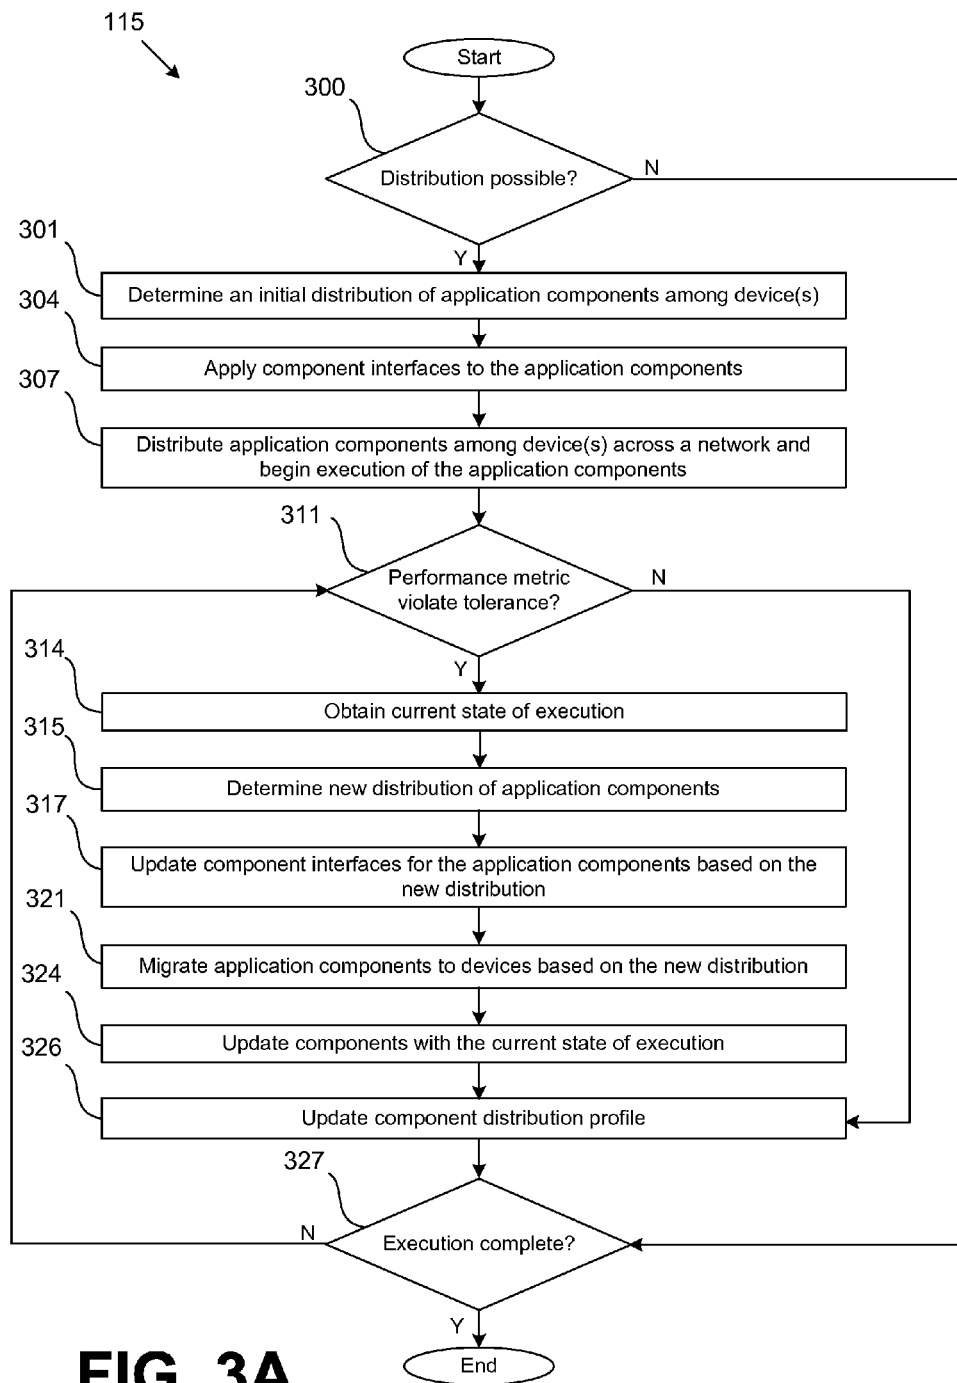 115
Start
300
Distribution possible?
N
Y
301
Determine an initial distribution of application components among device(s)
304
Apply component interfaces to the application components
307
Distribute application components among device(s) across a network and
begin execution of the application components
311
Performance metric
violate tolerance?
N
Y
314
Obtain current state of execution
315
Determine new distribution of application components
317
Update component interfaces for the application components based on the
new distribution
321
Migrate application components to devices based on the new distribution
324
Update components with the current state of execution
326
Update component distribution profile
327
Execution complete?
N
Y
End
FIG. 3A